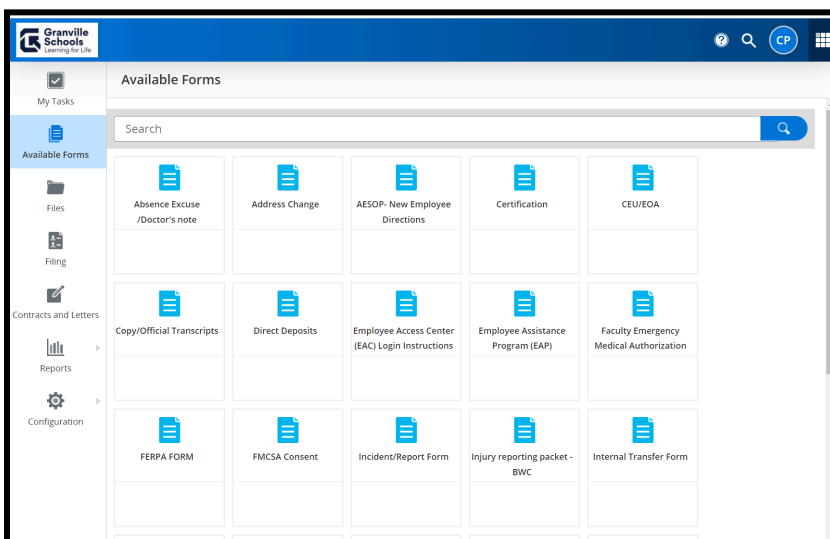 Granville
Schools
Learning for Life
CP
My Tasks
Available Forms
Files
Filing
Contracts and Letters
Reports
Configuration
Available Forms
Search
Absence Excuse
/Doctor's note
Address Change
AESOP- New Employee
Directions
Certification
CEU/EOA
Copy/Official Transcripts
Direct Deposits
Employee Access Center
(EAC) Login Instructions
Employee Assistance
Program (EAP)
Faculty Emergency
Medical Authorization
FERPA FORM
FMCSA Consent
Incident/Report Form
Injury reporting packet -
BWC
Internal Transfer Form